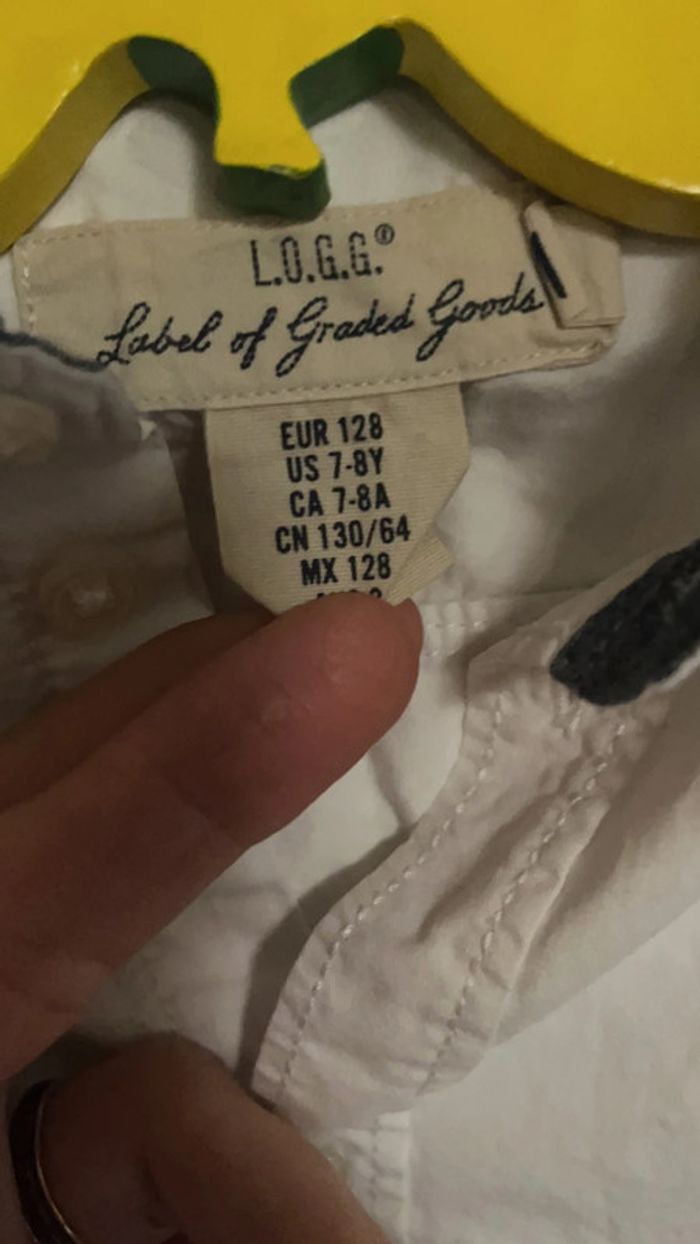 L.O.G.G.®
Label of Graded Goods
EUR 128
US 7-8Y
CA 7-8A
CN 130/64
MX 128